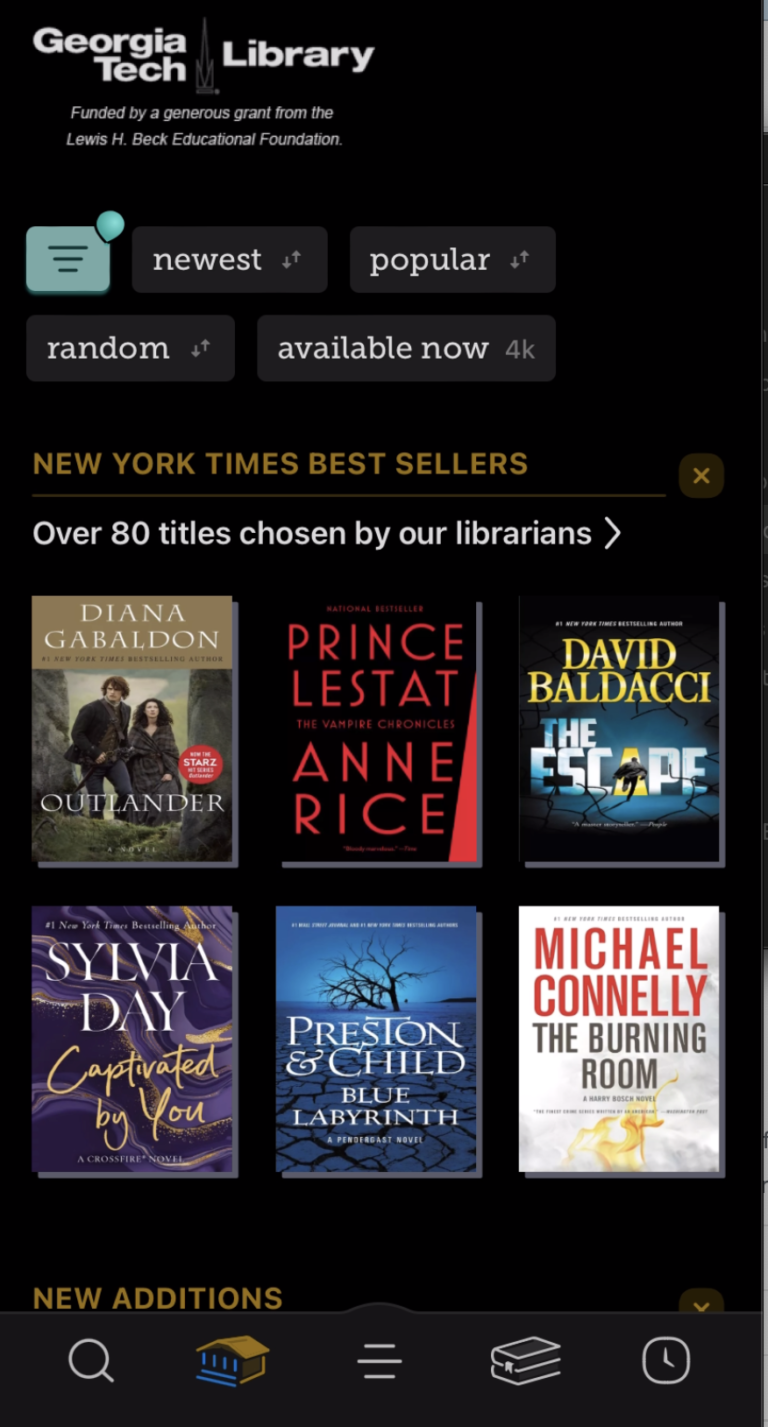 Georgia
Tech
Library
Funded by a generous grant from the
Lewis H. Beck Educational Foundation.
newest
popular
random
available now 4k
NEW YORK TIMES BEST SELLERS
Over 80 titles chosen by our librarians
DIANA
GABALDON
#1 NEW YORK TIMES BESTSELLING AUTHOR
NOW THE
STARZ
HIT SERIES
Outlander
OUTLANDER
A NOVEL
NATIONAL BESTSELLER
PRINCE
LESTAT
THE VAMPIRE CHRONICLES
ANNE
RICE
#1 NEW YORK TIMES BESTSELLING AUTHOR
DAVID
BALDACCI
THE
ESCAPE
"A master storyteller." —People
#1 New York Times Bestselling Author
SYLVIA
DAY
Captivated
by You
A CROSSFIRE® NOVEL
#1 WALL STREET JOURNAL AND #1 NEW YORK TIMES BESTSELLING AUTHORS
PRESTON
& CHILD
BLUE
LABYRINTH
A PENDERGAST NOVEL
#1 NEW YORK TIMES BESTSELLING AUTHOR
MICHAEL
CONNELLY
THE BURNING
ROOM
A HARRY BOSCH NOVEL
"THE FINEST CRIME SERIES WRITTEN BY AN AMERICAN." —WASHINGTON POST
NEW ADDITIONS